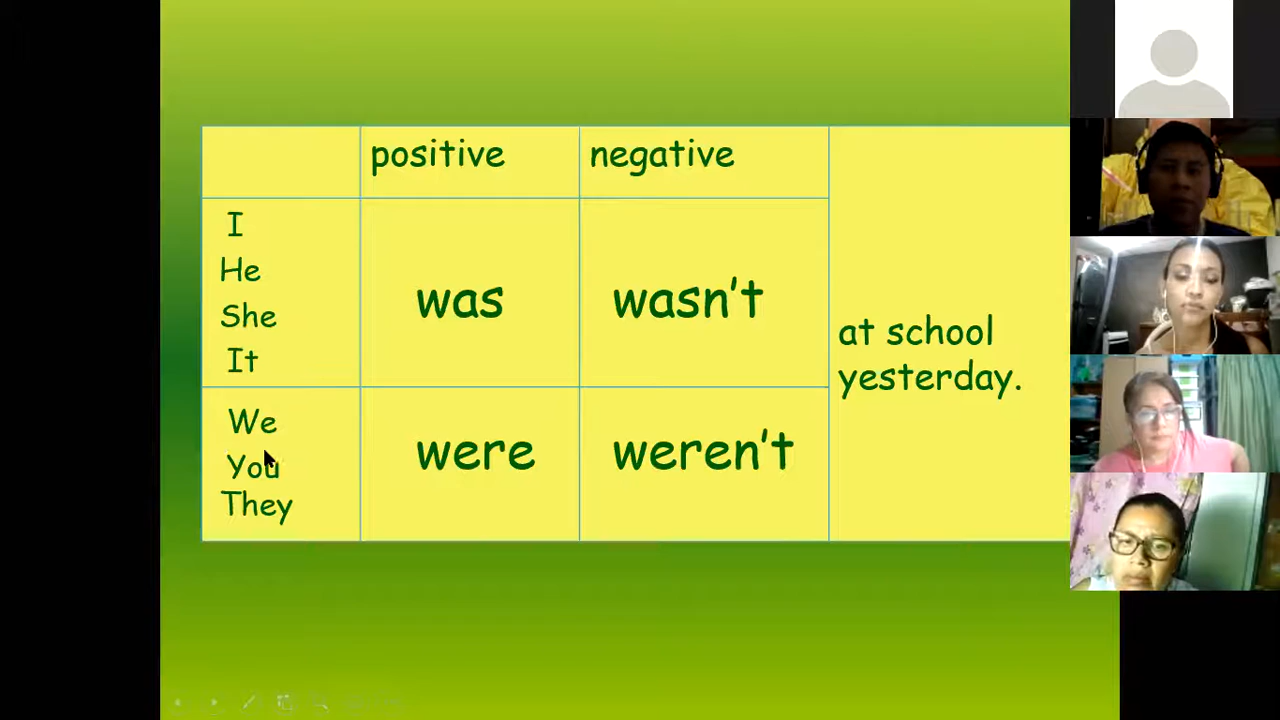 positive negative
I
He
She
It
was wasn't
at school
yesterday.
We
You
They
were weren't